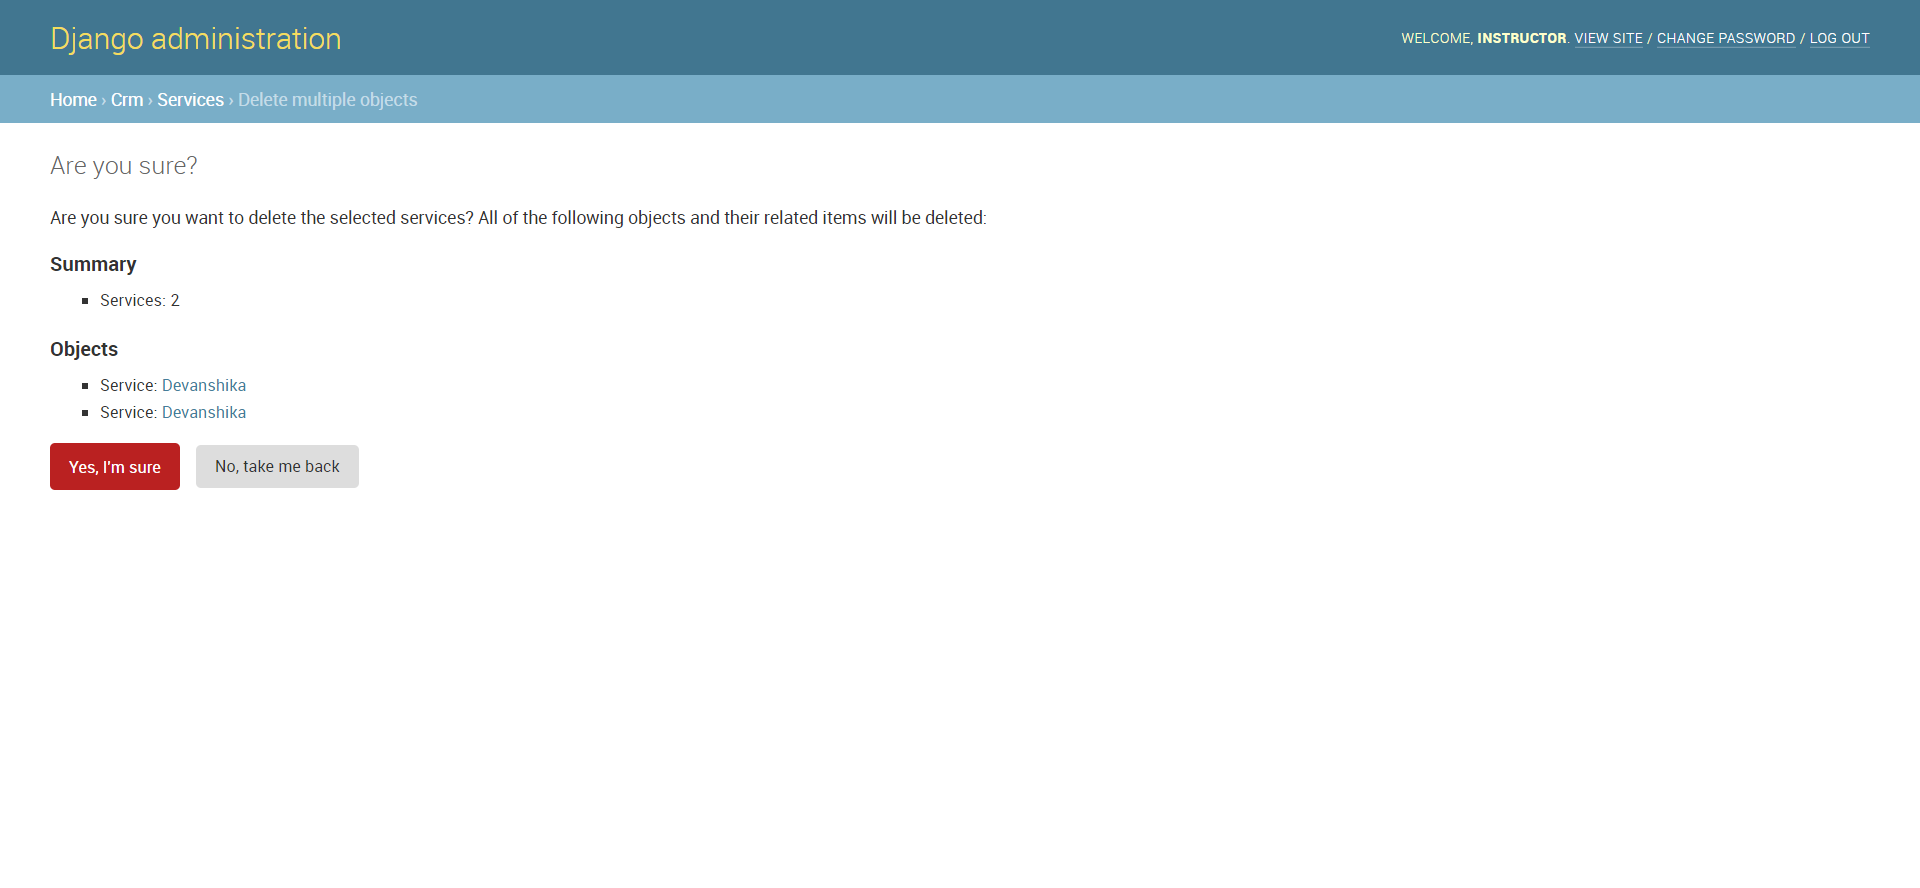 Django administration
WELCOME, INSTRUCTOR. VIEW SITE / CHANGE PASSWORD / LOG OUT
Home › Crm › Services › Delete multiple objects
Are you sure?
Are you sure you want to delete the selected services? All of the following objects and their related items will be deleted:
Summary
Services: 2
Objects
Service: Devanshika
Service: Devanshika
Yes, I'm sure
No, take me back